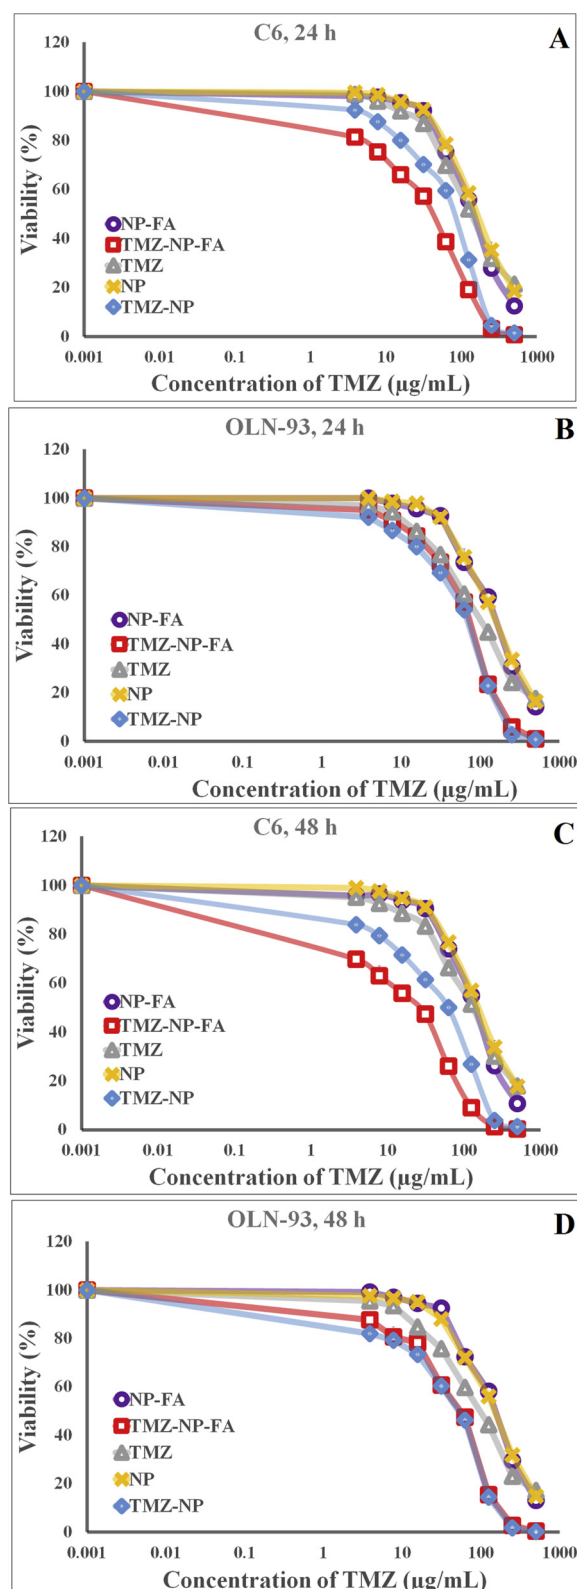 C6, 24 h
A
120
100
80
60
40
20
0
Viability (%)
NP-FA
TMZ-NP-FA
TMZ
NP
TMZ-NP
0.001 0.1 1 10 100 1000
Concentration of TMZ (µg/mL)
OLN-93, 24 h
B
120
100
80
60
40
20
0
Viability (%)
NP-FA
TMZ-NP-FA
TMZ
NP
TMZ-NP
0.001 0.01 0.1 1 10 100 1000
Concentration of TMZ (µg/mL)
C6, 48 h
C
120
100
80
60
40
20
0
Viability (%)
NP-FA
TMZ-NP-FA
TMZ
NP
TMZ-NP
0.001 0.01 0.1 1 10 100 1000
Concentration of TMZ (µg/mL)
OLN-93, 48 h
D
120
100
80
60
40
20
0
Viability (%)
NP-FA
TMZ-NP-FA
TMZ
NP
TMZ-NP
0.001 0.01 0.1 1 10 100 1000
Concentration of TMZ (µg/mL)